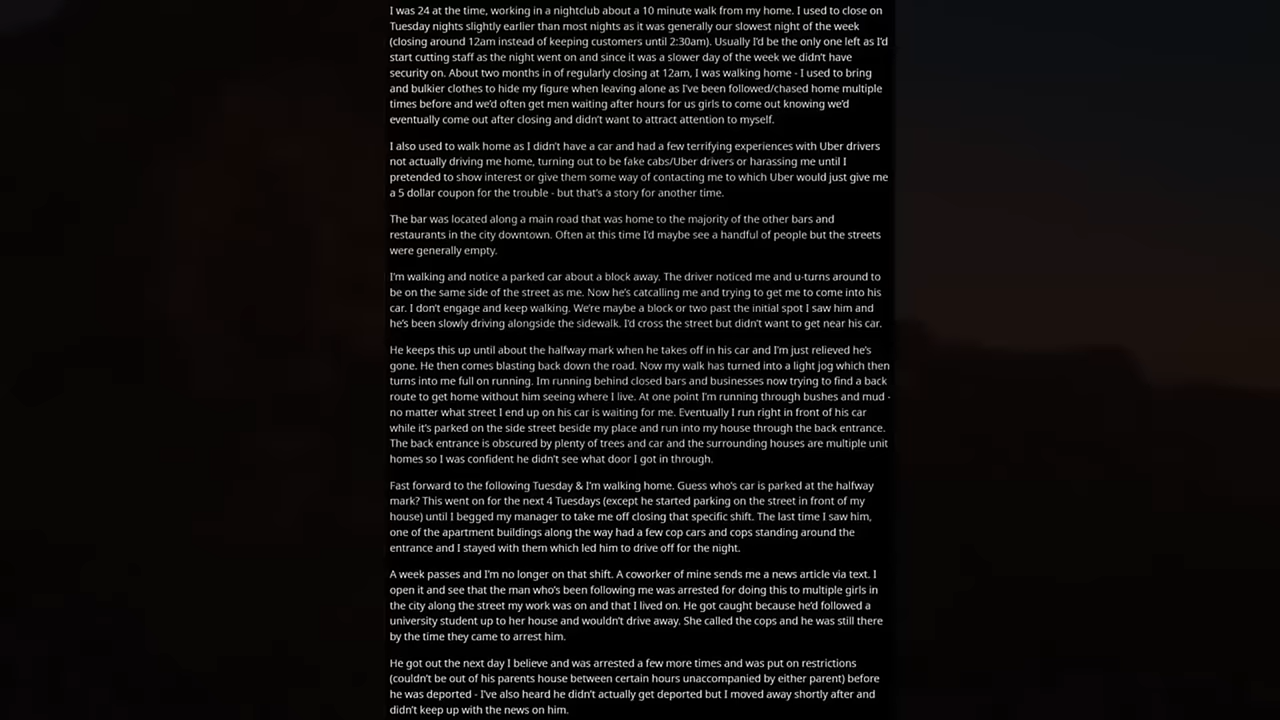 I was 24 at the time, working in a nightclub about a 10 minute walk from my home. I used to close on
Tuesday nights slightly earlier than most nights as it was generally our slowest night of the week
(closing around 12am instead of keeping customers until 2:30am). Usually I'd be the only one left as I'd
start cutting staff as the night went on and since it was a slower day of the week we didn't have
security on. About two months in of regularly closing at 12am, I was walking home - I used to bring
and bulkier clothes to hide my figure when leaving alone as I've been followed/chased home multiple
times before and we'd often get men waiting after hours for us girls to come out knowing we'd
eventually come out after closing and didn't want to attract attention to myself.
I also used to walk home as I didn't have a car and had a few terrifying experiences with Uber drivers
not actually driving me home, turning out to be fake cabs/Uber drivers or harassing me until I
pretended to show interest or give them some way of contacting me to which Uber would just give me
a 5 dollar coupon for the trouble - but that's a story for another time.
The bar was located along a main road that was home to the majority of the other bars and
restaurants in the city downtown. Often at this time I'd maybe see a handful of people but the streets
were generally empty.
I'm walking and notice a parked car about a block away. The driver noticed me and u-turns around to
be on the same side of the street as me. Now he's catcalling me and trying to get me to come into his
car. I don't engage and keep walking. We're maybe a block or two past the initial spot I saw him and
he's been slowly driving alongside the sidewalk. I'd cross the street but didn't want to get near his car.
He keeps this up until about the halfway mark when he takes off in his car and I'm just relieved he's
gone. He then comes blasting back down the road. Now my walk has turned into a light jog which then
turns into me full on running. Im running behind closed bars and businesses now trying to find a back
route to get home without him seeing where I live. At one point I'm running through bushes and mud -
no matter what street I end up on his car is waiting for me. Eventually I run right in front of his car
while it's parked on the side street beside my place and run into my house through the back entrance.
The back entrance is obscured by plenty of trees and car and the surrounding houses are multiple unit
homes so I was confident he didn't see what door I got in through.
Fast forward to the following Tuesday & I'm walking home. Guess who's car is parked at the halfway
mark? This went on for the next 4 Tuesdays (except he started parking on the street in front of my
house) until I begged my manager to take me off closing that specific shift. The last time I saw him,
one of the apartment buildings along the way had a few cop cars and cops standing around the
entrance and I stayed with them which led him to drive off for the night.
A week passes and I'm no longer on that shift. A coworker of mine sends me a news article via text. I
open it and see that the man who's been following me was arrested for doing this to multiple girls in
the city along the street my work was on and that I lived on. He got caught because he'd followed a
university student up to her house and wouldn't drive away. She called the cops and he was still there
by the time they came to arrest him.
He got out the next day I believe and was arrested a few more times and was put on restrictions
(couldn't be out of his parents house between certain hours unaccompanied by either parent) before
he was deported - I've also heard he didn't actually get deported but I moved away shortly after and
didn't keep up with the news on him.